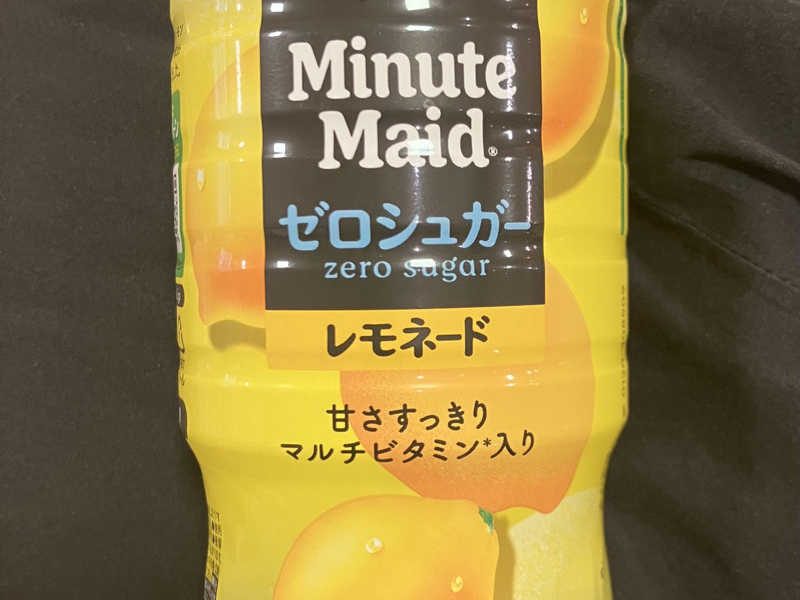 Minute
Maid®
ゼロシュガー
zero sugar
レモネード
甘さすっきり
マルチビタミン*入り